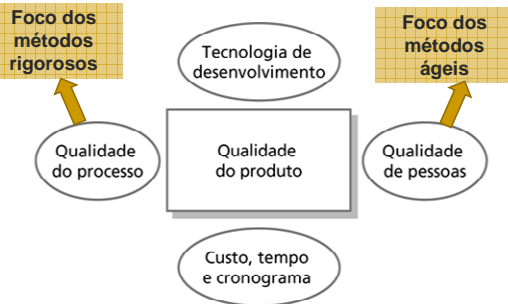 Foco dos
métodos
rigorosos
Foco dos
métodos
ágeis
Tecnologia de
desenvolvimento
Qualidade
do processo
Qualidade
do produto
Qualidade
de pessoas
Custo, tempo
e cronograma